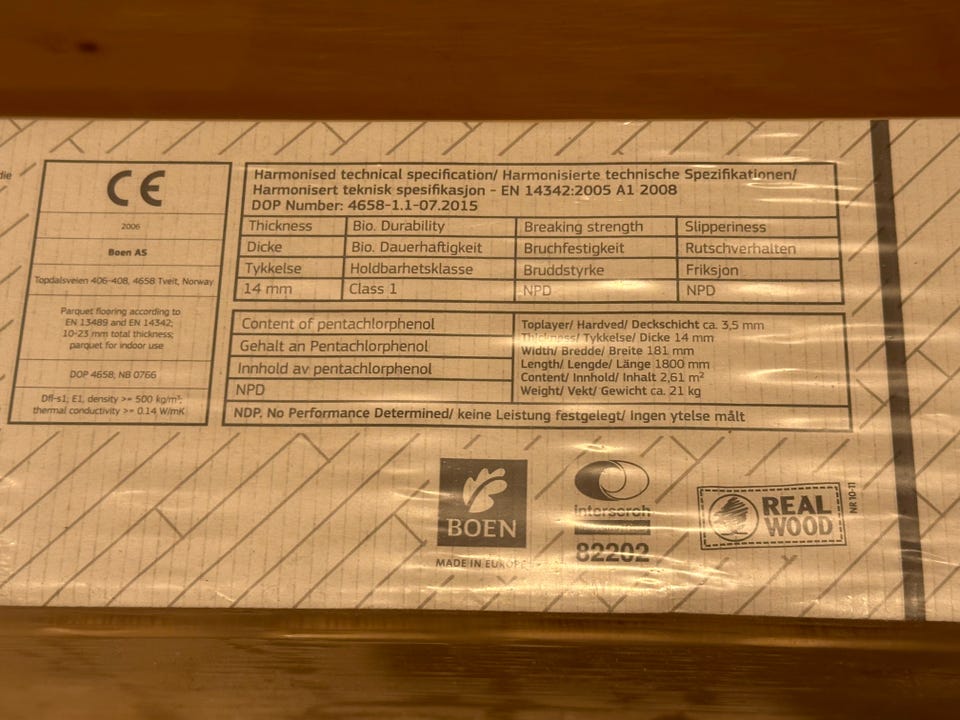 die
CE
2006
Boen AS
Topdalsveien 406-408, 4658 Tveit, Norway
Parquet flooring according to
EN 13489 and EN 14342;
10-23 mm total thickness;
parquet for indoor use
DOP 4658; NB 0766
Dfl-s1; E1, density >= 500 kg/m³;
thermal conductivity >= 0.14 W/mK
Harmonised technical specification/ Harmonisierte technische Spezifikationen/
Harmonisert teknisk spesifikasjon - EN 14342:2005 A1 2008
DOP Number: 4658-1.1-07.2015
Thickness Bio. Durability Breaking strength Slipperiness
Dicke Bio. Dauerhaftigkeit Bruchfestigkeit Rutschverhalten
Tykkelse Holdbarhetsklasse Bruddstyrke Friksjon
14 mm Class 1 NPD NPD
Content of pentachlorphenol
Gehalt an Pentachlorphenol
Innhold av pentachlorphenol
NPD
Toplayer/ Hardved/ Deckschicht ca. 3,5 mm
Thickness/ Tykkelse/ Dicke 14 mm
Width/ Bredde/ Breite 181 mm
Length/ Lengde/ Länge 1800 mm
Content/ Innhold/ Inhalt 2,61 m²
Weight/ Vekt/ Gewicht ca. 21 kg
NDP, No Performance Determined/ keine Leistung festgelegt/ Ingen ytelse målt
BOEN
MADE IN EUROPE
interseroh
82202
REAL
WOOD
NR 10-11